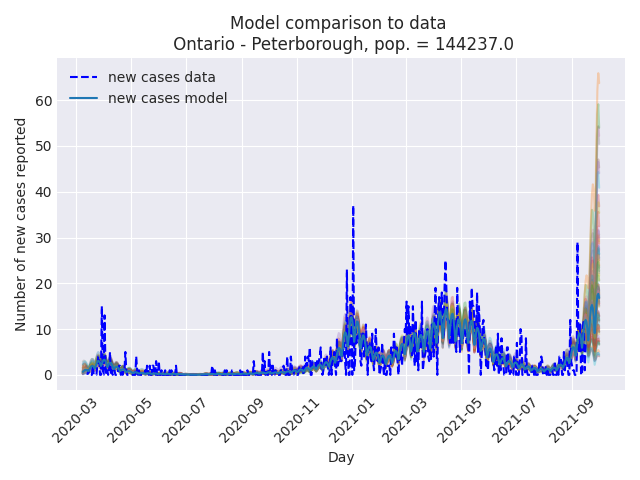 Model comparison to data
Ontario - Peterborough, pop. = 144237.0
new cases data
new cases model
Number of new cases reported
60
50
40
30
20
10
0
2020-03
2020-05
2020-07
2020-09
2020-11
2021-01
2021-03
2021-05
2021-07
2021-09
Day